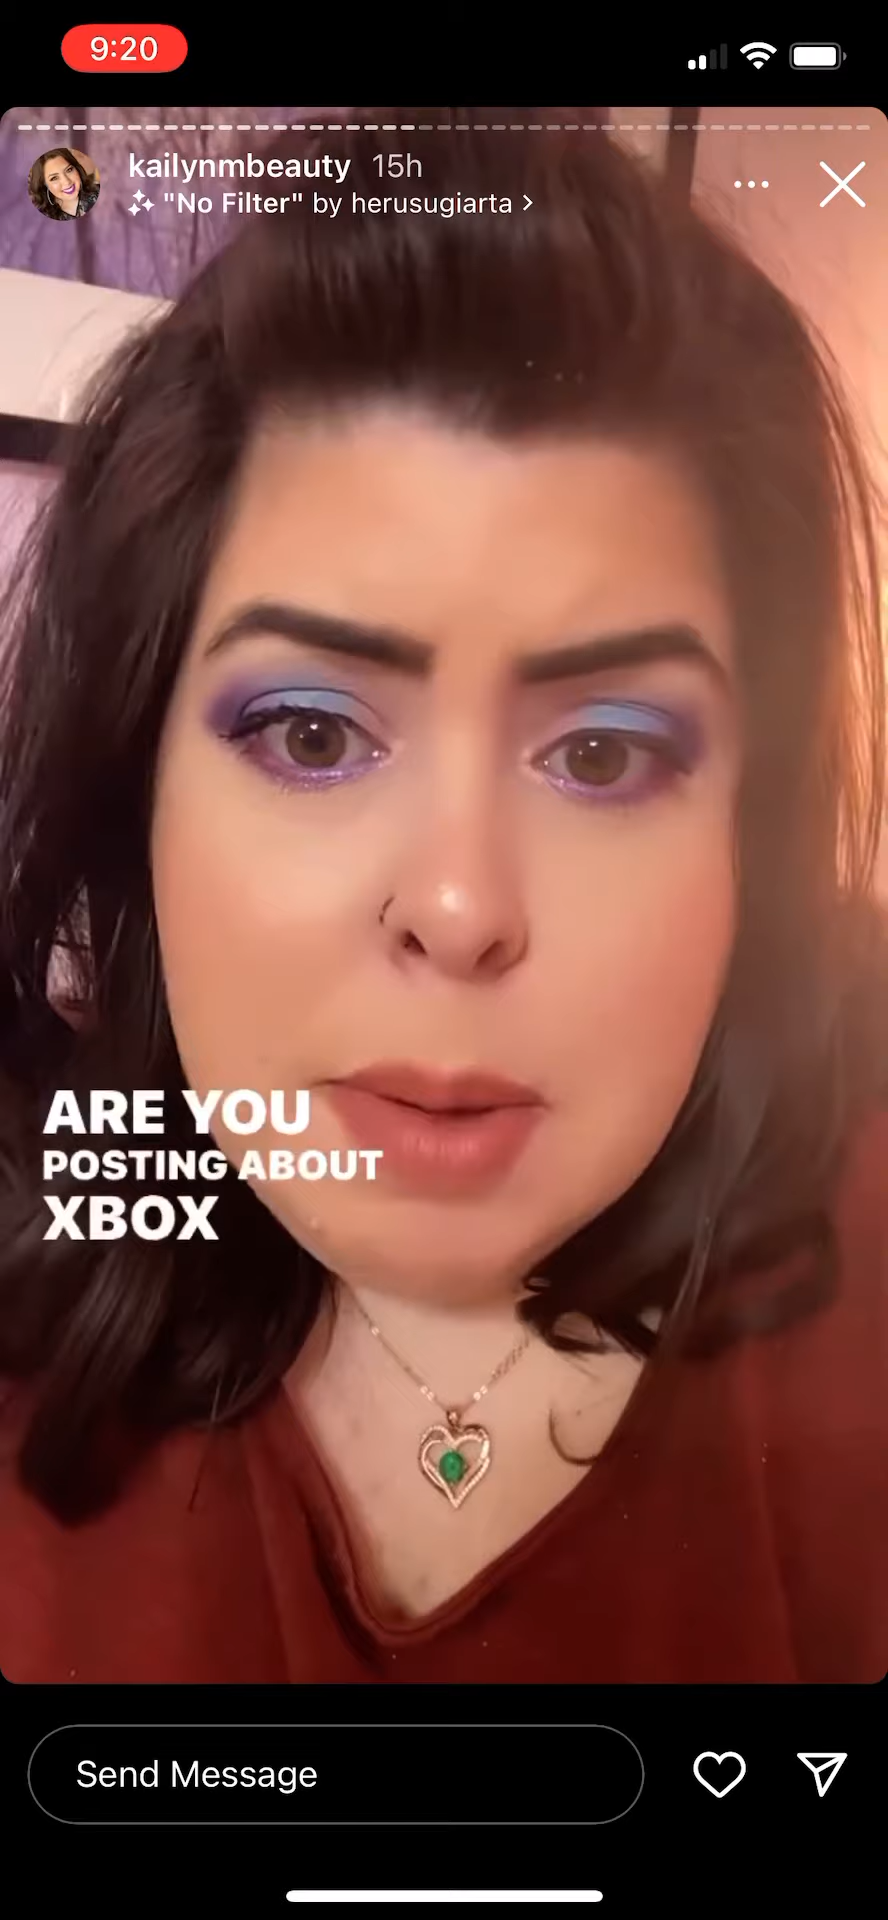 9:20
kailynmbeauty 15h
"No Filter" by herusugiarta >
ARE YOU
POSTING ABOUT
XBOX
Send Message